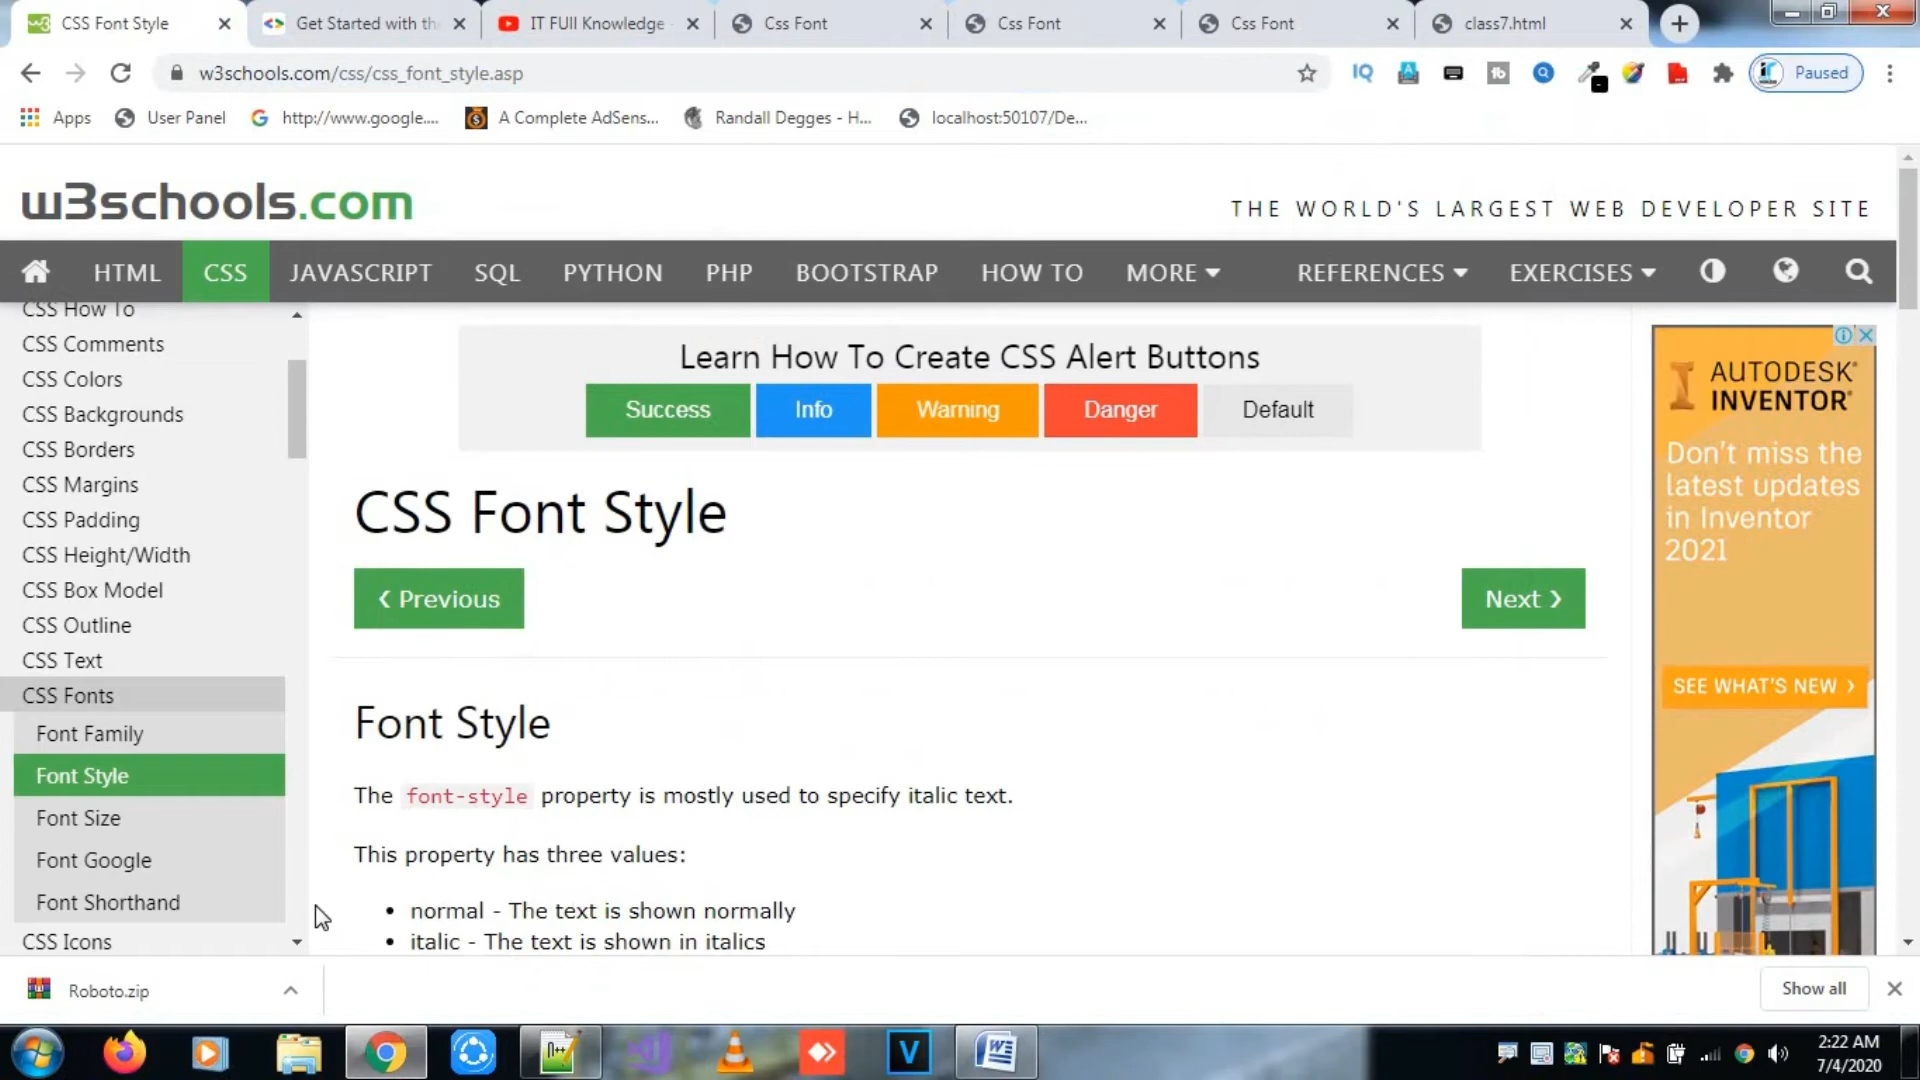 CSS Font Style
Get Started with the
IT FUll Knowledge -
Css Font
Css Font
Css Font
class7.html
w3schools.com/css/css_font_style.asp
Paused
Apps
User Panel
http://www.google....
A Complete AdSens...
Randall Degges - H...
localhost:50107/De...
w3schools.com
THE WORLD'S LARGEST WEB DEVELOPER SITE
HTML
CSS
JAVASCRIPT
SQL
PYTHON
PHP
BOOTSTRAP
HOW TO
MORE
REFERENCES
EXERCISES
CSS How To
CSS Comments
CSS Colors
CSS Backgrounds
CSS Borders
CSS Margins
CSS Padding
CSS Height/Width
CSS Box Model
CSS Outline
CSS Text
CSS Fonts
Font Family
Font Style
Font Size
Font Google
Font Shorthand
CSS Icons
Learn How To Create CSS Alert Buttons
Success
Info
Warning
Danger
Default
CSS Font Style
❮ Previous
Next ❯
Font Style
The font-style property is mostly used to specify italic text.
This property has three values:
• normal - The text is shown normally
• italic - The text is shown in italics
AUTODESK®
INVENTOR®
Don't miss the
latest updates
in Inventor
2021
SEE WHAT'S NEW ›
Roboto.zip
Show all
2:22 AM
7/4/2020